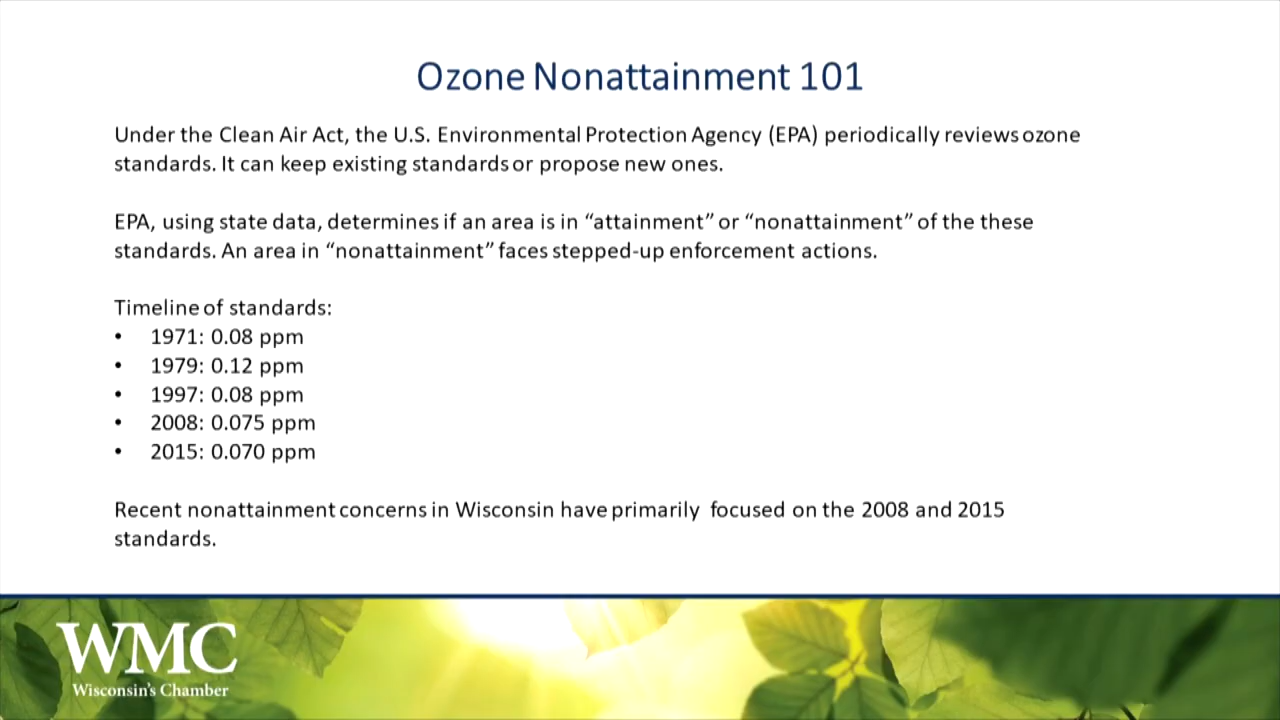 Ozone Nonattainment 101
Under the Clean Air Act, the U.S. Environmental Protection Agency (EPA) periodically reviews ozone
standards. It can keep existing standards or propose new ones.
EPA, using state data, determines if an area is in “attainment” or “nonattainment” of the these
standards. An area in “nonattainment” faces stepped-up enforcement actions.
Timeline of standards:
• 1971: 0.08 ppm
• 1979: 0.12 ppm
• 1997: 0.08 ppm
• 2008: 0.075 ppm
• 2015: 0.070 ppm
Recent nonattainment concerns in Wisconsin have primarily focused on the 2008 and 2015
standards.
WMC
Wisconsin's Chamber